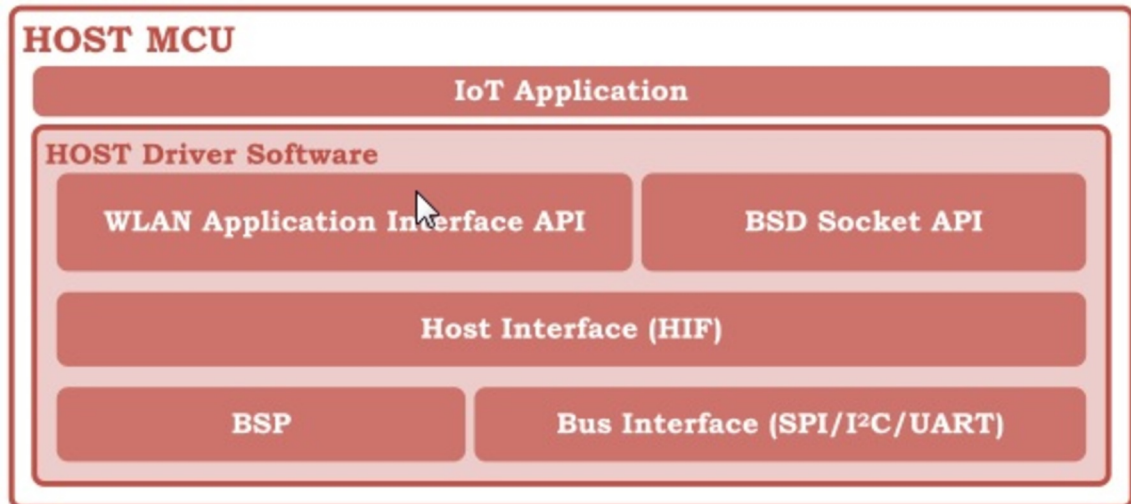 HOST MCU
IoT Application
HOST Driver Software
WLAN Application Interface API
BSD Socket API
Host Interface (HIF)
BSP
Bus Interface (SPI/I²C/UART)